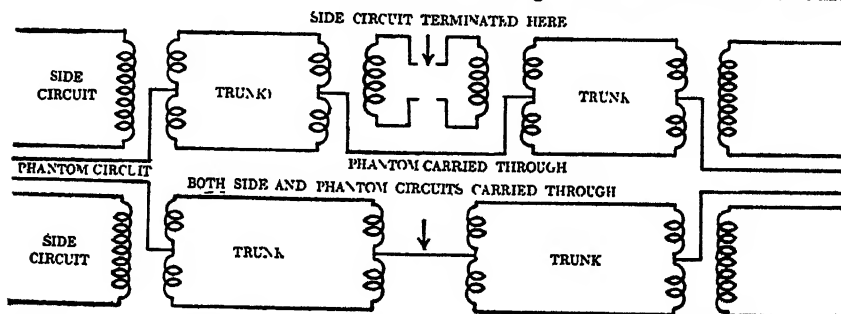 SIDE CIRCUIT TERMINATED HERE
SIDE
CIRCUIT
TRUNK
TRUNK
PHANTOM CIRCUIT
PHANTOM CARRIED THROUGH
BOTH SIDE AND PHANTOM CIRCUITS CARRIED THROUGH
SIDE
CIRCUIT
TRUNK
TRUNK